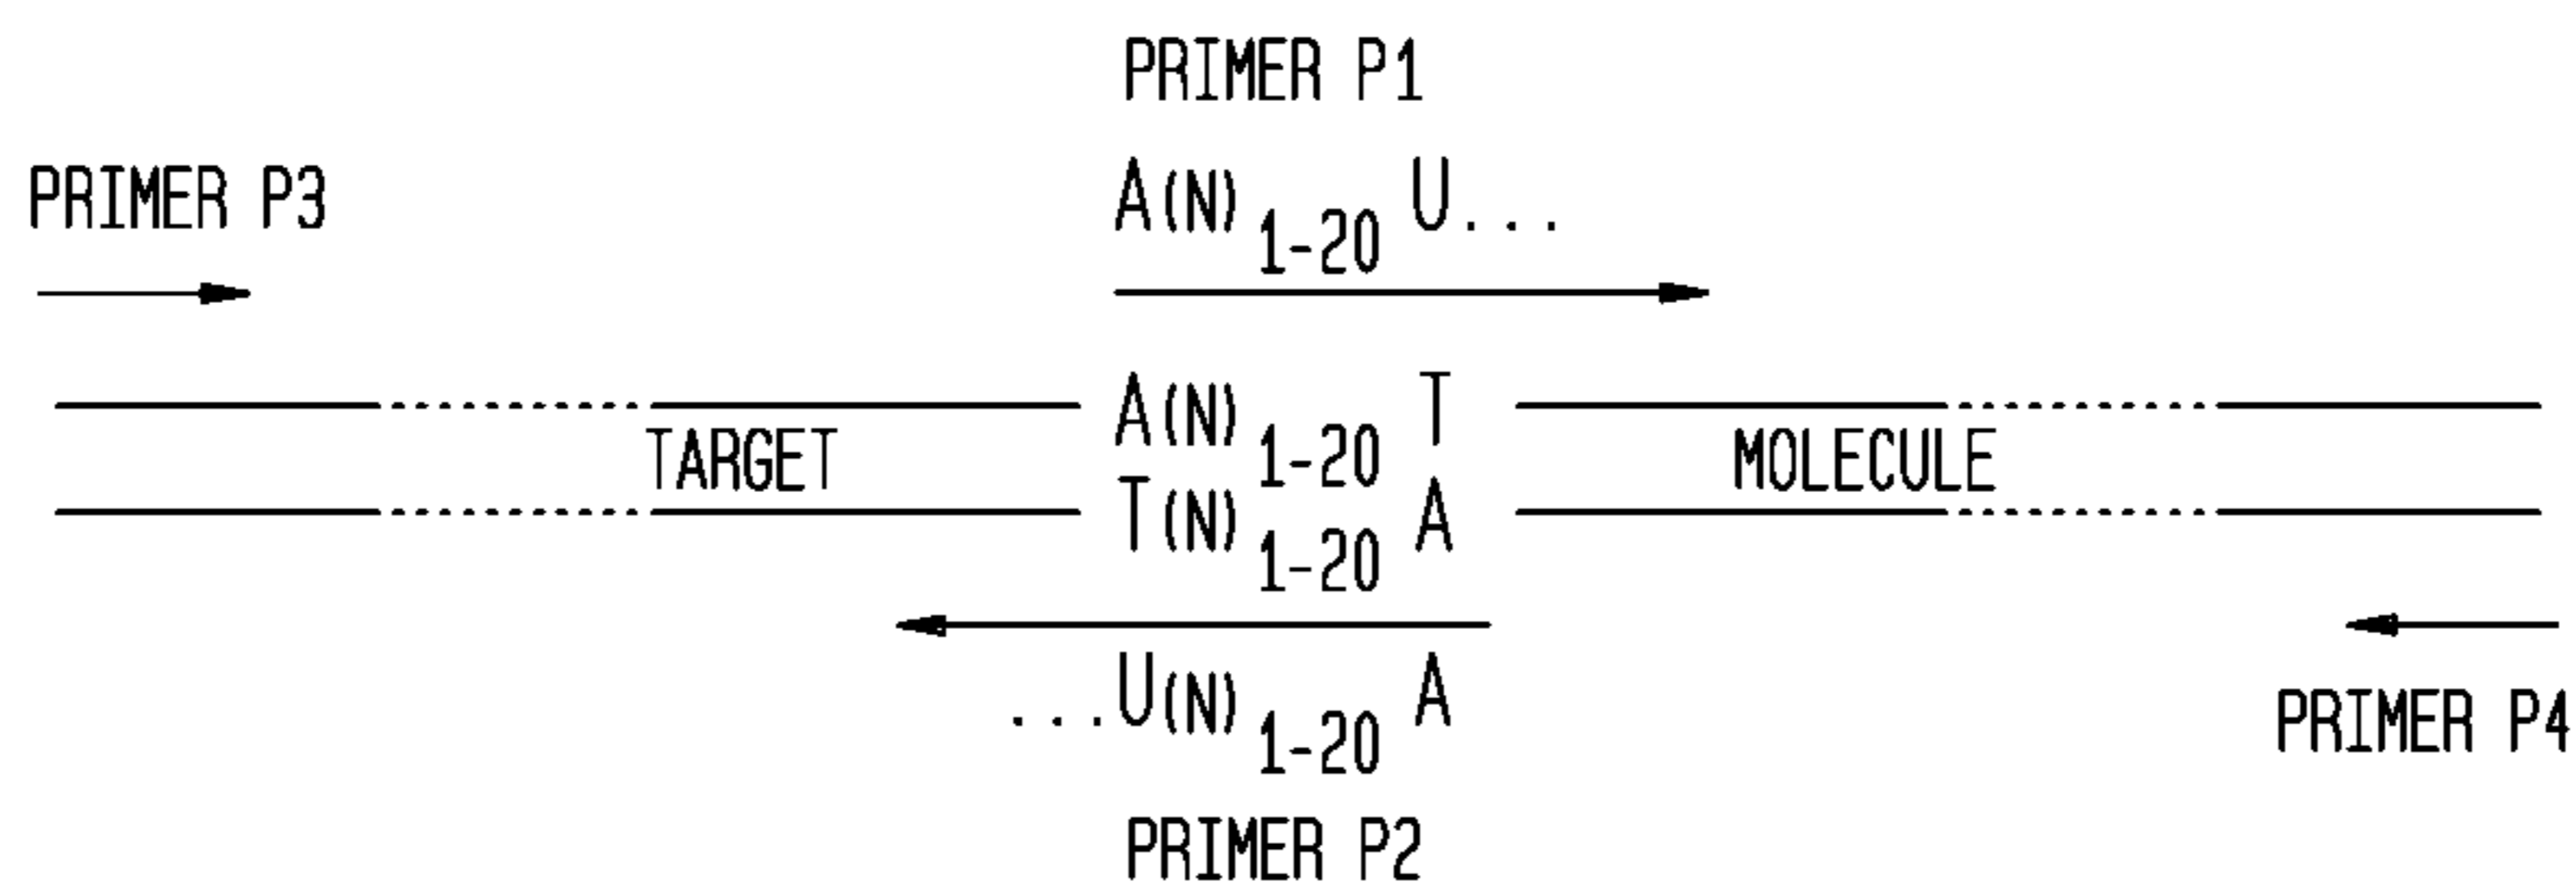 PRIMER P1
PRIMER P3
A(N) 1-20 U...
A(N) 1-20 T
TARGET
MOLECULE
T(N) 1-20 A
...U(N) 1-20 A
PRIMER P4
PRIMER P2